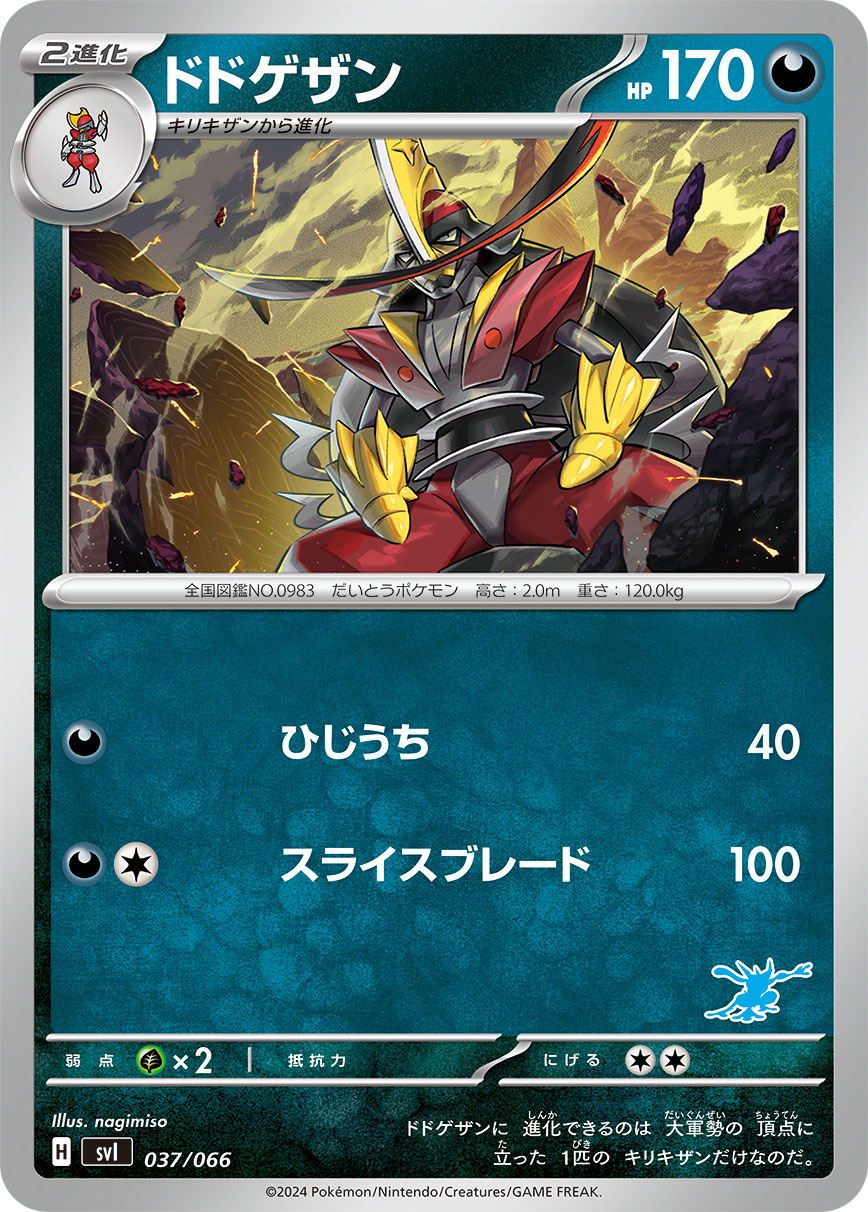 2進化
ドドゲザン
HP 170
キリキザンから進化
全国図鑑NO.0983 だいとうポケモン 高さ:2.0m 重さ:120.0kg
ひじうち 40
スライスブレード 100
弱点 ×2 抵抗力 にげる
Illus. nagimiso
H svI 037/066
ドドゲザンに 進化できるのは 大軍勢の 頂点に
立った 1匹の キリキザンだけなのだ。
©2024 Pokémon/Nintendo/Creatures/GAME FREAK.